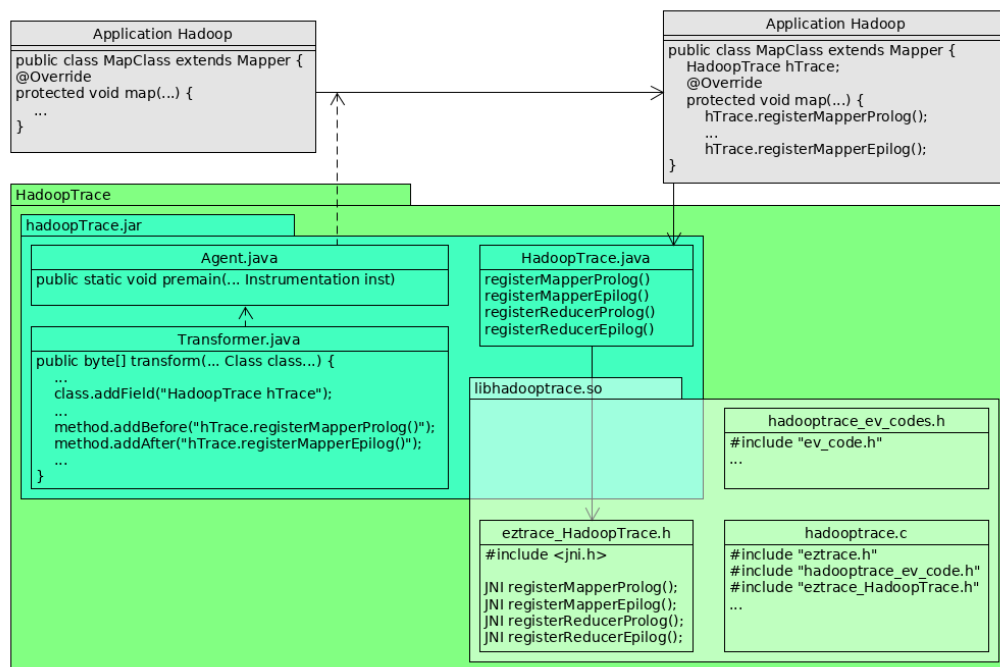 Application Hadoop
public class MapClass extends Mapper {
@Override
protected void map(...) {
...
}
Application Hadoop
public class MapClass extends Mapper {
HadoopTrace hTrace;
@Override
protected void map(...) {
hTrace.registerMapperProlog();
...
hTrace.registerMapperEpilog();
}
HadoopTrace
hadoopTrace.jar
Agent.java
public static void premain(... Instrumentation inst)
Transformer.java
public byte[] transform(... Class class...) {
...
class.addField("HadoopTrace hTrace");
...
method.addBefore("hTrace.registerMapperProlog()");
method.addAfter("hTrace.registerMapperEpilog()");
...
}
HadoopTrace.java
registerMapperProlog()
registerMapperEpilog()
registerReducerProlog()
registerReducerEpilog()
libhadooptrace.so
hadooptrace_ev_codes.h
#include "ev_code.h"
...
eztrace_HadoopTrace.h
#include <jni.h>
JNI registerMapperProlog();
JNI registerMapperEpilog();
JNI registerReducerProlog();
JNI registerReducerEpilog();
hadooptrace.c
#include "eztrace.h"
#include "hadooptrace_ev_code.h"
#include "eztrace_HadoopTrace.h"
...